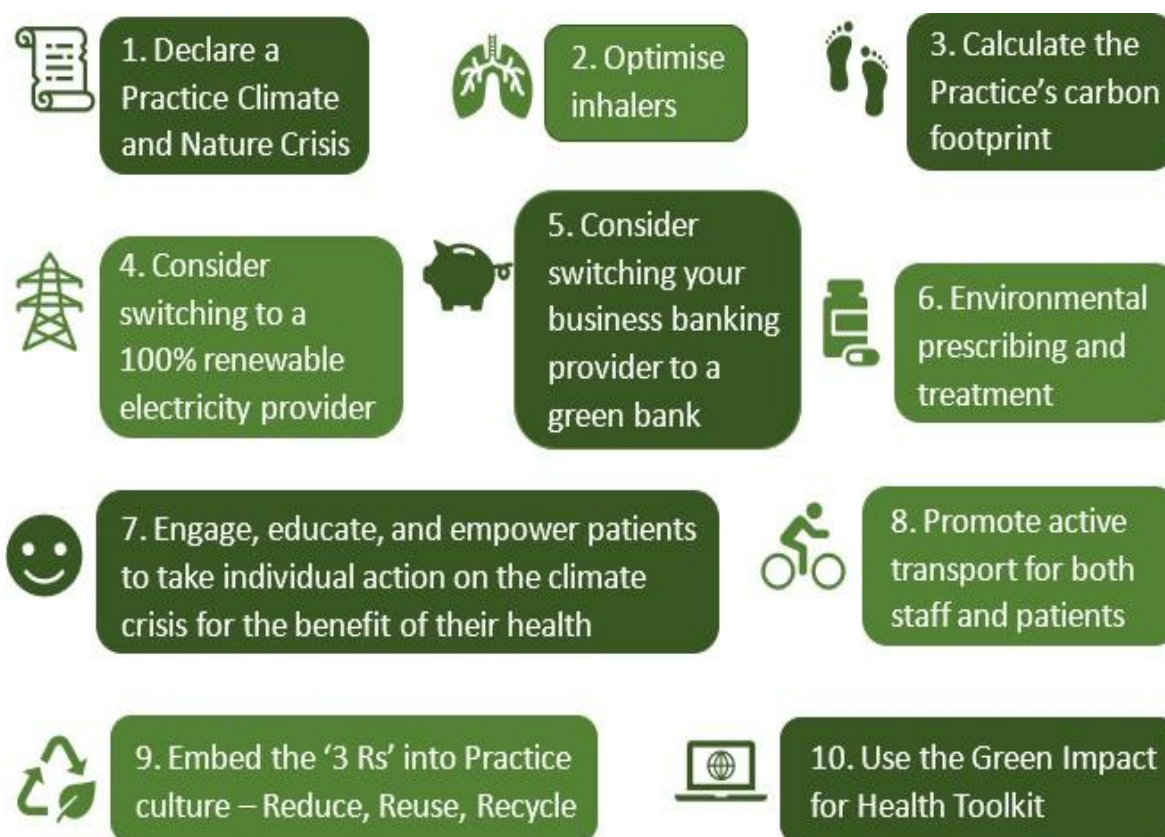 1. Declare a
Practice Climate
and Nature Crisis
2. Optimise
inhalers
3. Calculate the
Practice's carbon
footprint
4. Consider
switching to a
100% renewable
electricity provider
5. Consider
switching your
business banking
provider to a
green bank
6. Environmental
prescribing and
treatment
7. Engage, educate, and empower patients
to take individual action on the climate
crisis for the benefit of their health
8. Promote active
transport for both
staff and patients
9. Embed the ‘3 Rs’ into Practice
culture – Reduce, Reuse, Recycle
10. Use the Green Impact
for Health Toolkit